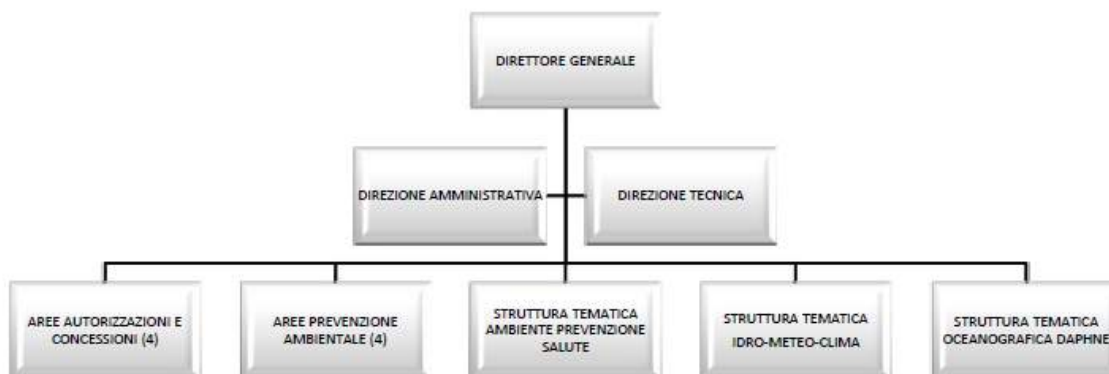 DIRETTORE GENERALE
DIREZIONE AMMINISTRATIVA
DIREZIONE TECNICA
AREE AUTORIZZAZIONI E
CONCESSIONI (4)
AREE PREVENZIONE
AMBIENTALE (4)
STRUTTURA TEMATICA
AMBIENTE PREVENZIONE
SALUTE
STRUTTURA TEMATICA
IDRO-METEO-CLIMA
STRUTTURA TEMATICA
OCEANOGRAFICA DAPHNE